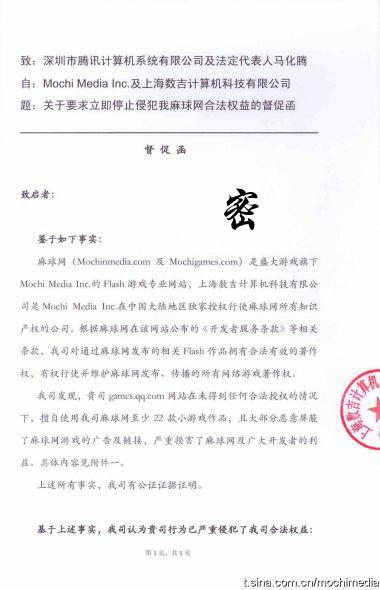 致：深圳市腾讯计算机系统有限公司及法定代表人马化腾
自：Mochi Media Inc.及上海数吉计算机科技有限公司
题：关于要求立即停止侵犯我麻球网合法权益的督促函
督 促 函
致启者：
密
鉴于如下事实：
麻球网（Mochinmedia.com 及 Mochigames.com）是盛大游戏旗下
Mochi Media Inc.的 Flash 游戏专业网站，上海数吉计算机科技有限公
司是 Mochi Media Inc.在中国大陆地区独家授权行使麻球网所有知识
产权的公司。根据麻球网在该网站公布的《开发者服务条款》等相关
条款，我司对通过麻球网发布的相关 Flash 作品拥有合法有效的著作
权，有权行使并维护麻球网发布、传播的所有网络游戏著作权。
我司发现，贵司 games.qq.com 网站在未得到任何合法授权的情况
下，擅自使用我司麻球网至少 22 款小游戏作品，且大部分恶意屏蔽
了麻球网游戏的广告及链接，严重损害了麻球网及广大开发者的利
益。具体内容见附件一。
上述所有事实，我司有公证证据证明。
上海数吉计算机
基于上述事实，我司认为贵司行为已严重侵犯了我司合法权益：
第 1 页，共 5 页
t.sina.com.cn/mochimedia